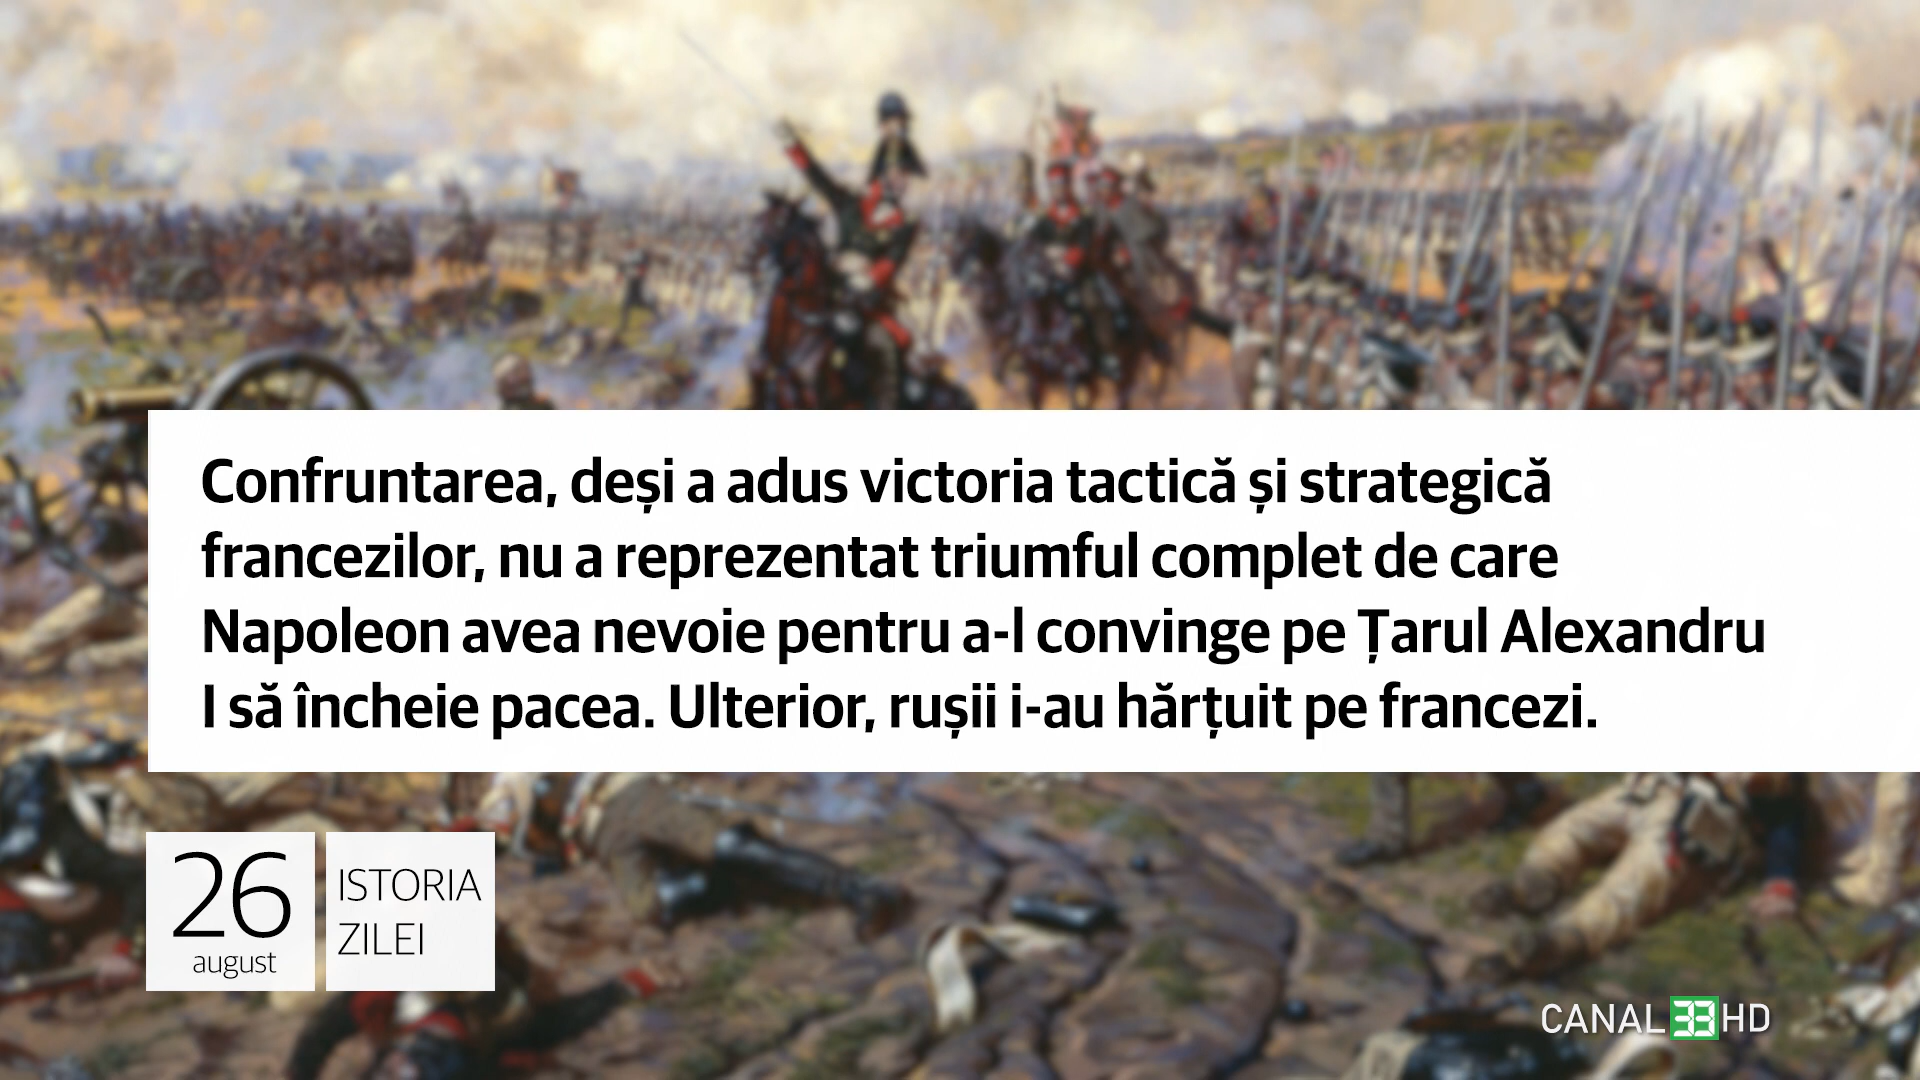 Confruntarea, deși a adus victoria tactică și strategică
francezilor, nu a reprezentat triumful complet de care
Napoleon avea nevoie pentru a-l convinge pe Țarul Alexandru
I să încheie pacea. Ulterior, rușii i-au hărțuit pe francezi.
26
august
ISTORIA
ZILEI
CANAL 33 HD